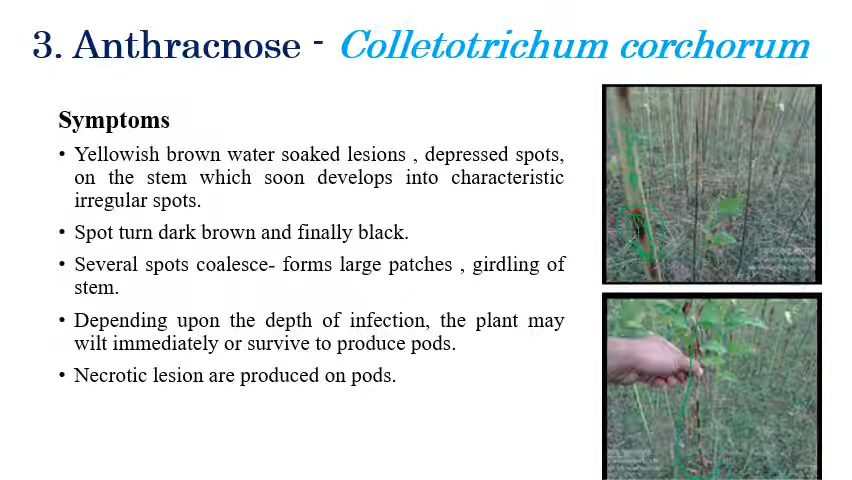 3. Anthracnose - Colletotrichum corchorum
Symptoms
• Yellowish brown water soaked lesions , depressed spots,
on the stem which soon develops into characteristic
irregular spots.
• Spot turn dark brown and finally black.
• Several spots coalesce- forms large patches , girdling of
stem.
• Depending upon the depth of infection, the plant may
wilt immediately or survive to produce pods.
• Necrotic lesion are produced on pods.